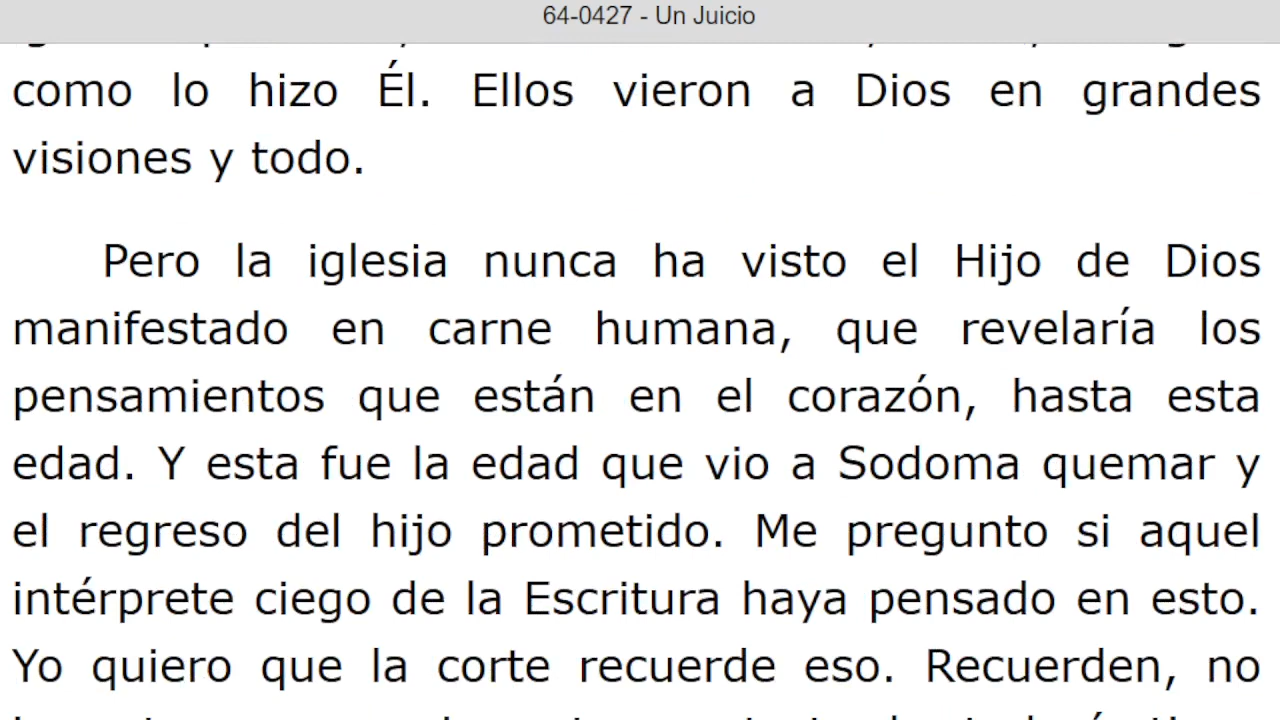 64-0427 - Un Juicio
como lo hizo Él. Ellos vieron a Dios en grandes
visiones y todo.
Pero la iglesia nunca ha visto el Hijo de Dios
manifestado en carne humana, que revelaría los
pensamientos que están en el corazón, hasta esta
edad. Y esta fue la edad que vio a Sodoma quemar y
el regreso del hijo prometido. Me pregunto si aquel
intérprete ciego de la Escritura haya pensado en esto.
Yo quiero que la corte recuerde eso. Recuerden, no